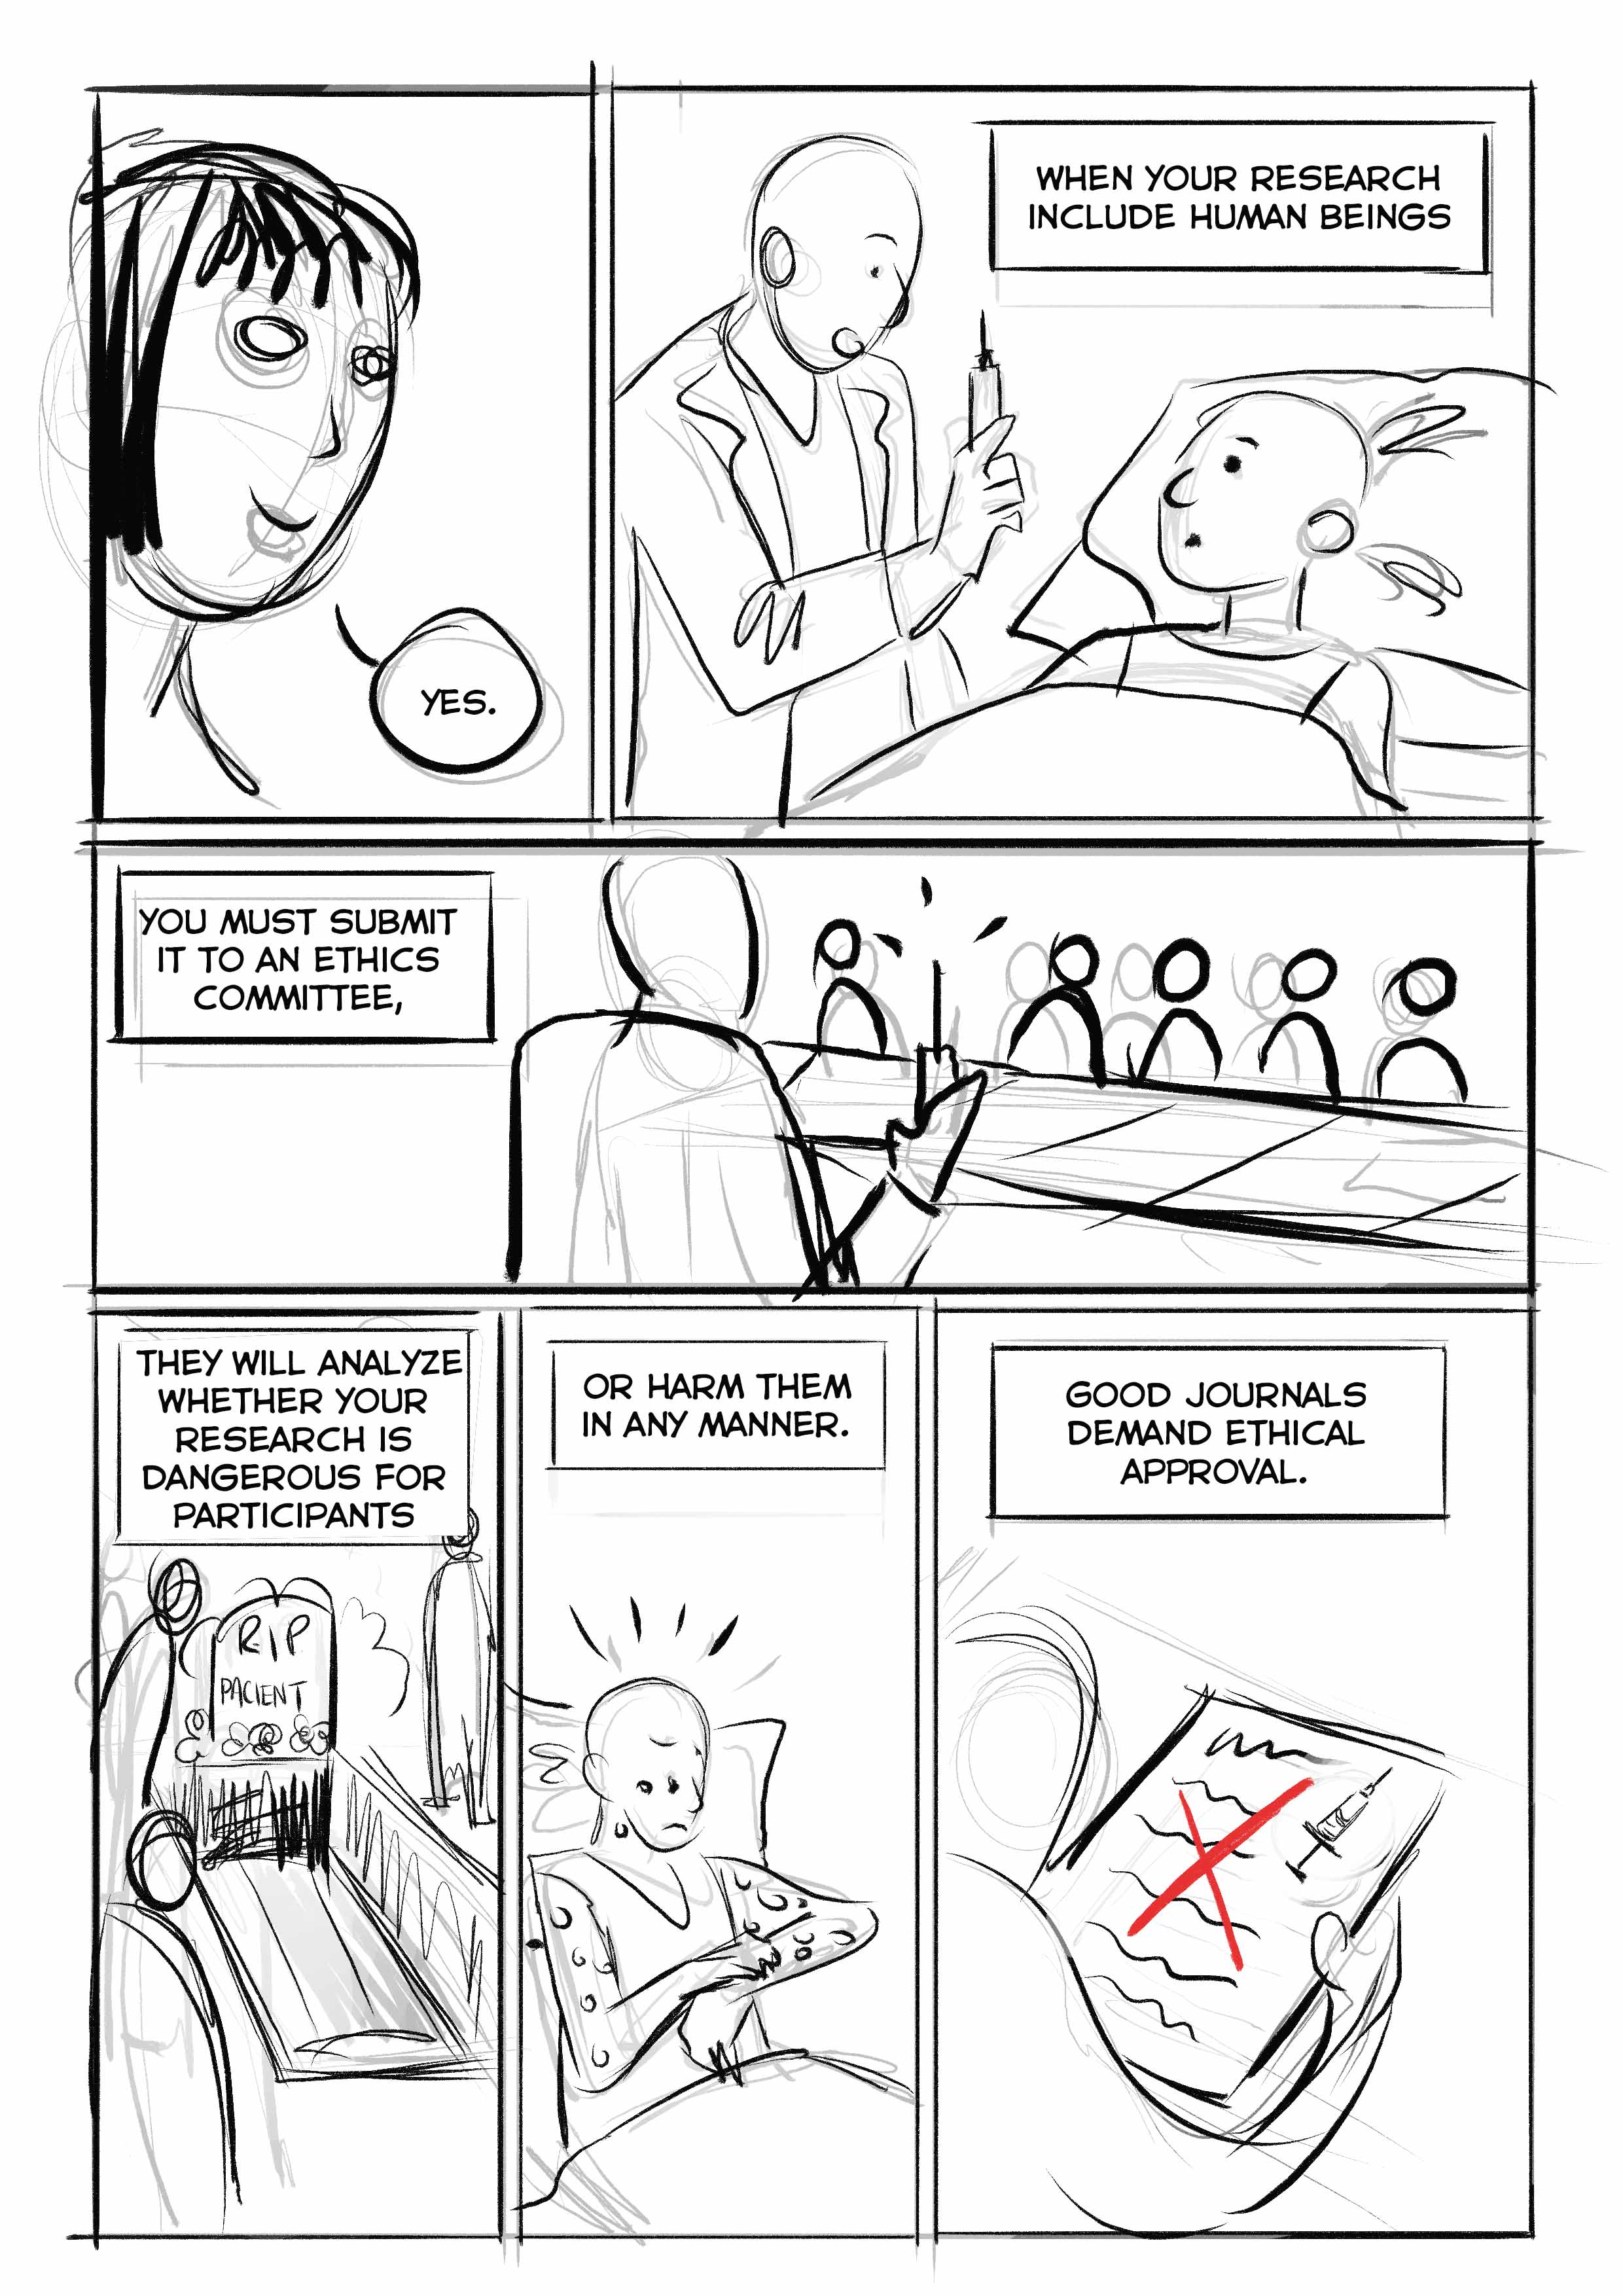 YES.
WHEN YOUR RESEARCH
INCLUDE HUMAN BEINGS
YOU MUST SUBMIT
IT TO AN ETHICS
COMMITTEE,
THEY WILL ANALYZE
WHETHER YOUR
RESEARCH IS
DANGEROUS FOR
PARTICIPANTS
RIP
PACIENT
OR HARM THEM
IN ANY MANNER.
GOOD JOURNALS
DEMAND ETHICAL
APPROVAL.